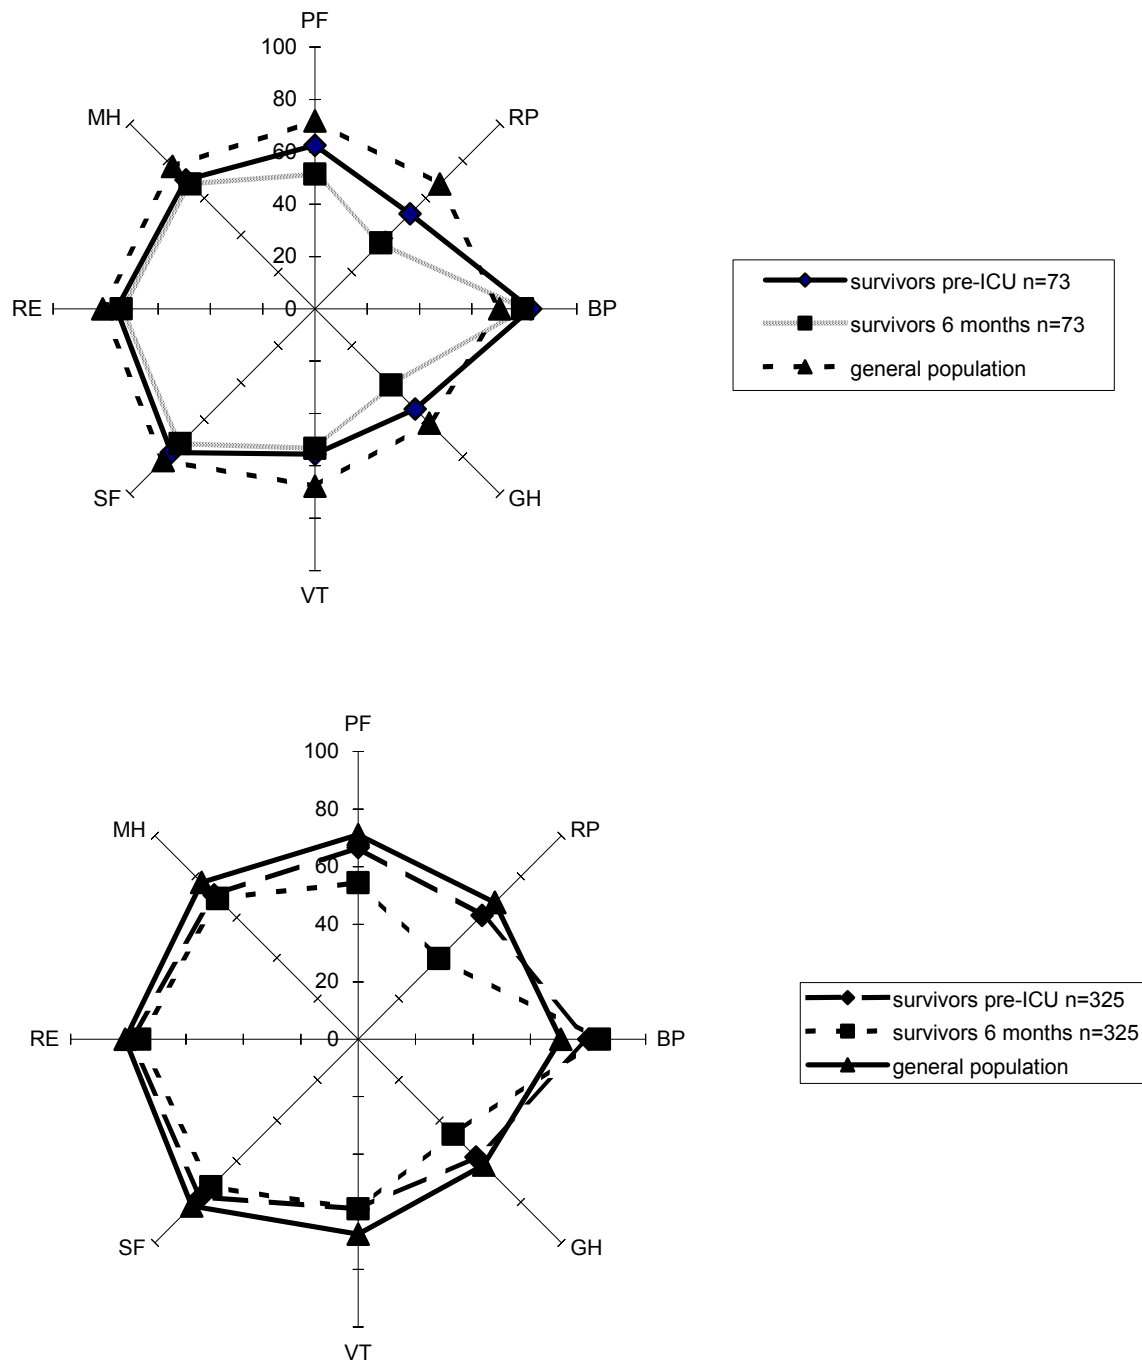 PF
100
MH
RP
80
60
40
20
RE
0
BP
survivors pre-ICU n=73
survivors 6 months n=73
general population
SF
GH
VT
PF
100
MH
RP
80
60
40
20
RE
0
BP
survivors pre-ICU n=325
survivors 6 months n=325
general population
SF
GH
VT